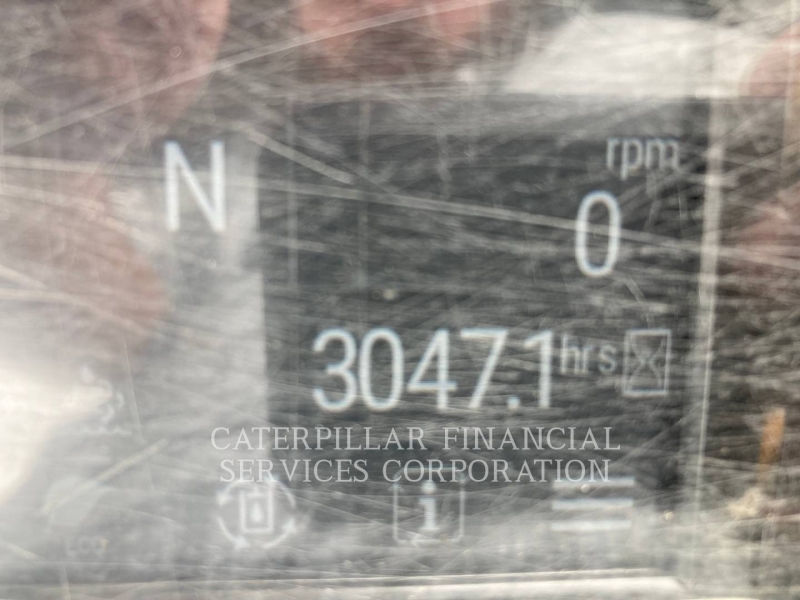 N
rpm
0
3047.1 hrs
CATERPILLAR FINANCIAL
SERVICES CORPORATION
i